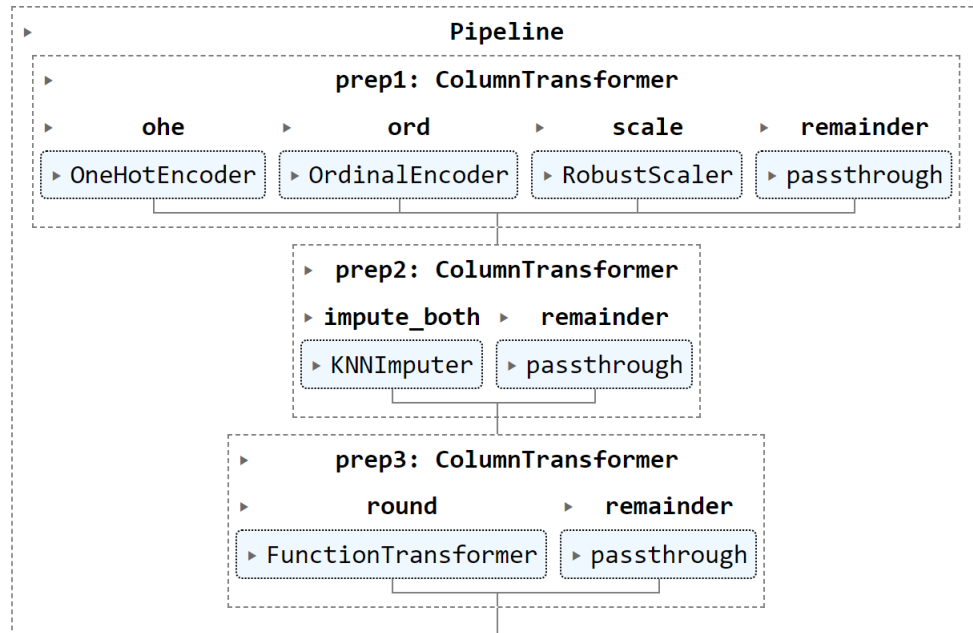 Pipeline
prep1: ColumnTransformer
ohe ord scale remainder
OneHotEncoder OrdinalEncoder RobustScaler passthrough
prep2: ColumnTransformer
impute_both remainder
KNNImputer passthrough
prep3: ColumnTransformer
round remainder
FunctionTransformer passthrough